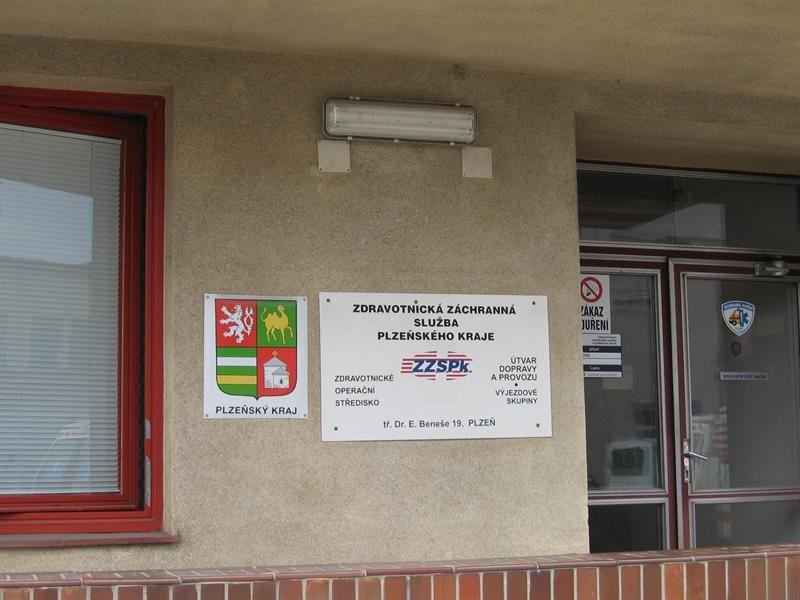 PLZEŇSKÝ KRAJ
ZDRAVOTNICKÁ ZÁCHRANNÁ
SLUŽBA
PLZEŇSKÉHO KRAJE
ZZSPk
ZDRAVOTNICKÉ
OPERAČNÍ
STŘEDISKO
ÚTVAR
DOPRAVY
A PROVOZU
•
VÝJEZDOVÉ
SKUPINY
tř. Dr. E. Beneše 19, PLZEŇ
ZÁKAZ
OUŘENÍ